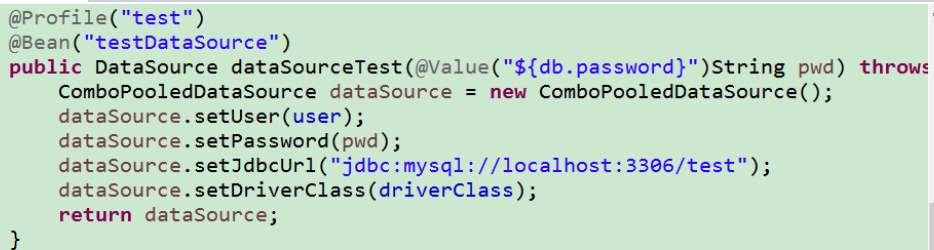 @Profile("test")
@Bean("testDataSource")
public DataSource dataSourceTest(@Value("${db.password}")String pwd) throws
    ComboPooledDataSource dataSource = new ComboPooledDataSource();
    dataSource.setUser(user);
    dataSource.setPassword(pwd);
    dataSource.setJdbcUrl("jdbc:mysql://localhost:3306/test");
    dataSource.setDriverClass(driverClass);
    return dataSource;
}